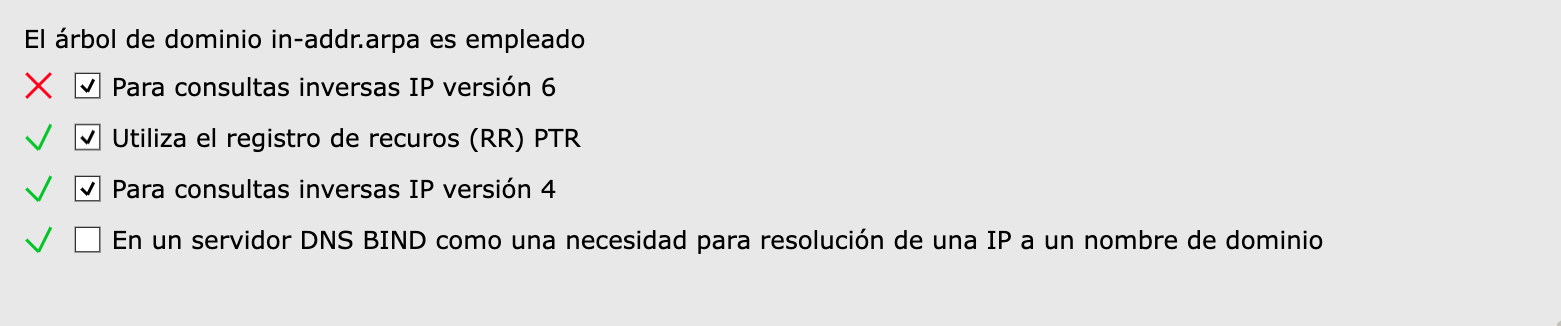 El árbol de dominio in-addr.arpa es empleado
Para consultas inversas IP versión 6
Utiliza el registro de recuros (RR) PTR
Para consultas inversas IP versión 4
En un servidor DNS BIND como una necesidad para resolución de una IP a un nombre de dominio